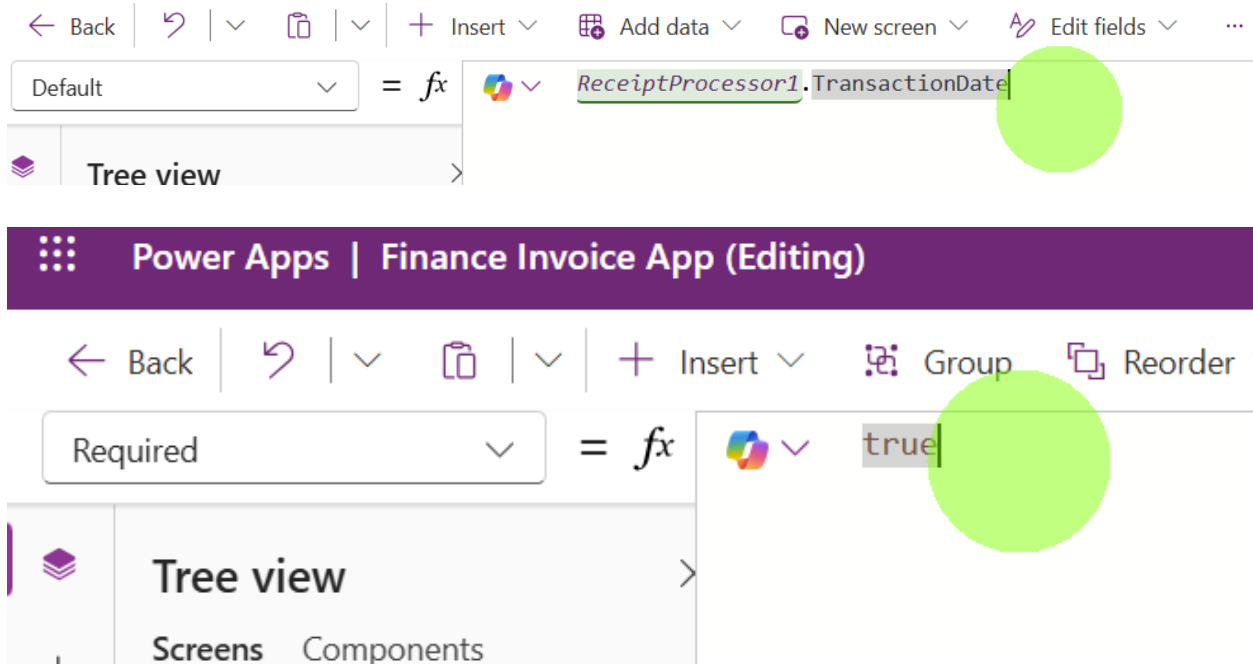 Back Insert Add data New screen Edit fields ...
Default = fx ReceiptProcessor1.TransactionDate
Tree view
Power Apps | Finance Invoice App (Editing)
Back Insert Group Reorder
Required = fx true
Tree view
Screens Components